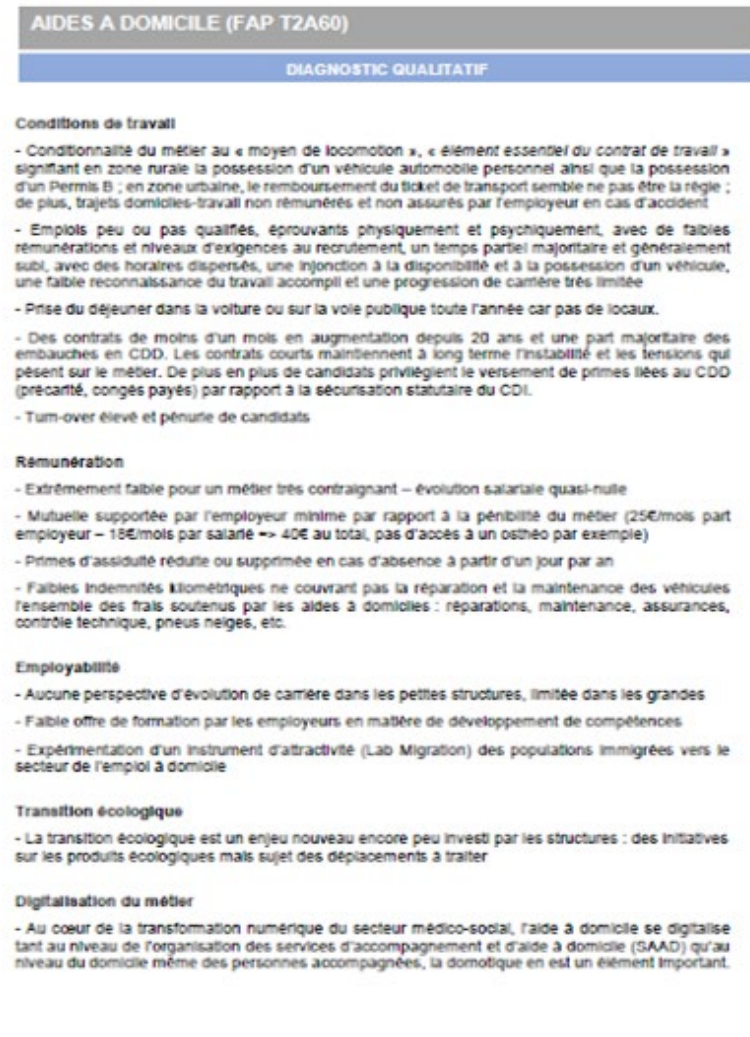 AIDES A DOMICILE (FAP T2A60)
DIAGNOSTIC QUALITATIF
Conditions de travail
- Conditionnalité du métier au « moyen de locomotion », « élément essentiel du contrat de travail »
signifiant en zone rurale la possession d'un véhicule automobile personnel ainsi que la possession
d'un Permis B ; en zone urbaine, le remboursement du ticket de transport semble ne pas être la règle ;
de plus, trajets domiciles-travail non rémunérés et non assurés par l'employeur en cas d'accident
- Emplois peu ou pas qualifiés, éprouvants physiquement et psychiquement, avec de faibles
rémunérations et niveaux d'exigences au recrutement, un temps partiel majoritaire et généralement
subi, avec des horaires dispersés, une injonction à la disponibilité et à la possession d'un véhicule,
une faible reconnaissance du travail accompli et une progression de carrière très limitée
- Prise du déjeuner dans la voiture ou sur la voie publique toute l'année car pas de locaux.
- Des contrats de moins d'un mois en augmentation depuis 20 ans et une part majoritaire des
embauches en CDD. Les contrats courts maintiennent à long terme l'instabilité et les tensions qui
pèsent sur le métier. De plus en plus de candidats privilégient le versement de primes liées au CDD
(précarité, congés payés) par rapport à la sécurisation statutaire du CDI.
- Turn-over élevé et pénurie de candidats
Rémunération
- Extrêmement faible pour un métier très contraignant – évolution salariale quasi-nulle
- Mutuelle supportée par l'employeur minime par rapport à la pénibilité du métier (25€/mois part
employeur – 18€/mois par salarié => 40€ au total, pas d'accès à un osthéo par exemple)
- Primes d'assiduité réduite ou supprimée en cas d'absence à partir d'un jour par an
- Faibles indemnités kilométriques ne couvrant pas la réparation et la maintenance des véhicules
l'ensemble des frais soutenus par les aides à domiciles : réparations, maintenance, assurances,
contrôle technique, pneus neiges, etc.
Employabilité
- Aucune perspective d'évolution de carrière dans les petites structures, limitée dans les grandes
- Faible offre de formation par les employeurs en matière de développement de compétences
- Expérimentation d'un instrument d'attractivité (Lab Migration) des populations immigrées vers le
secteur de l'emploi à domicile
Transition écologique
- La transition écologique est un enjeu nouveau encore peu investi par les structures : des initiatives
sur les produits écologiques mais sujet des déplacements à traiter
Digitalisation du métier
- Au cœur de la transformation numérique du secteur médico-social, l'aide à domicile se digitalise
tant au niveau de l'organisation des services d'accompagnement et d'aide à domicile (SAAD) qu'au
niveau du domicile même des personnes accompagnées, la domotique en est un élément important.